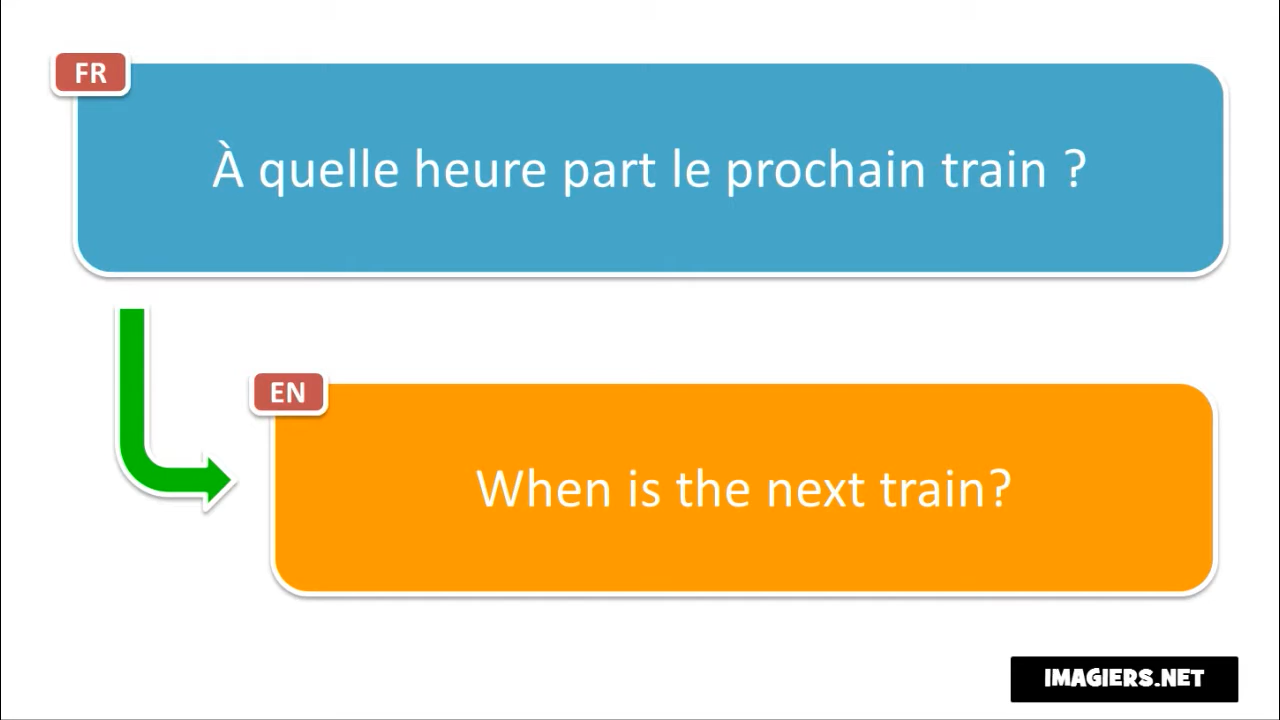 FR
À quelle heure part le prochain train ?
EN
When is the next train?
IMAGIERS.NET